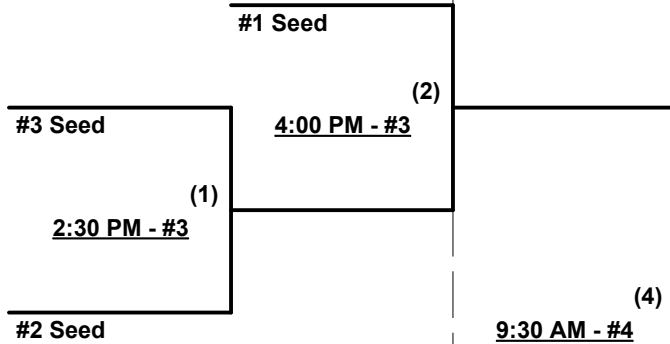 #1 Seed
(2)
#3 Seed
4:00 PM - #3
(1)
2:30 PM - #3
(4)
#2 Seed
9:30 AM - #4